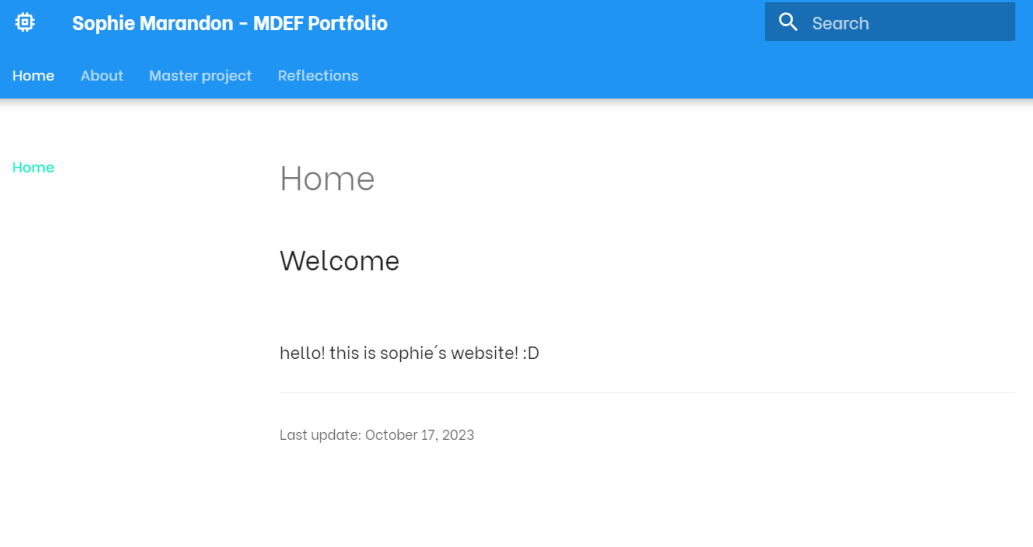 Sophie Marandon - MDEF Portfolio
Search
Home
About
Master project
Reflections
Home
Home
Welcome
hello! this is sophie´s website! :D
Last update: October 17, 2023